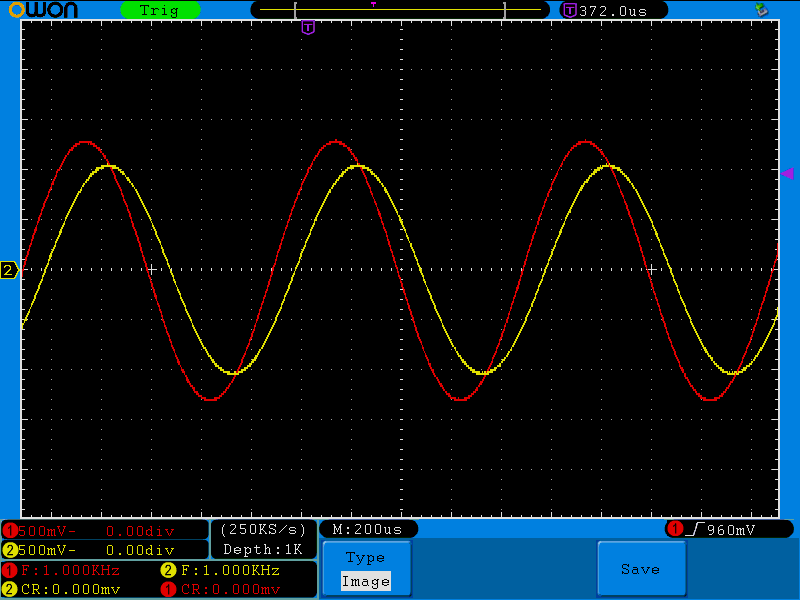 OWON Trig T 372.0us
T
2
1 500mV- 0.00div (250KS/s) M:200us 1 960mV
2 500mV- 0.00div Depth:1K
1 F:1.000KHz 2 F:1.000KHz Type Save
2 CR:0.000mv 1 CR:0.000mv Image